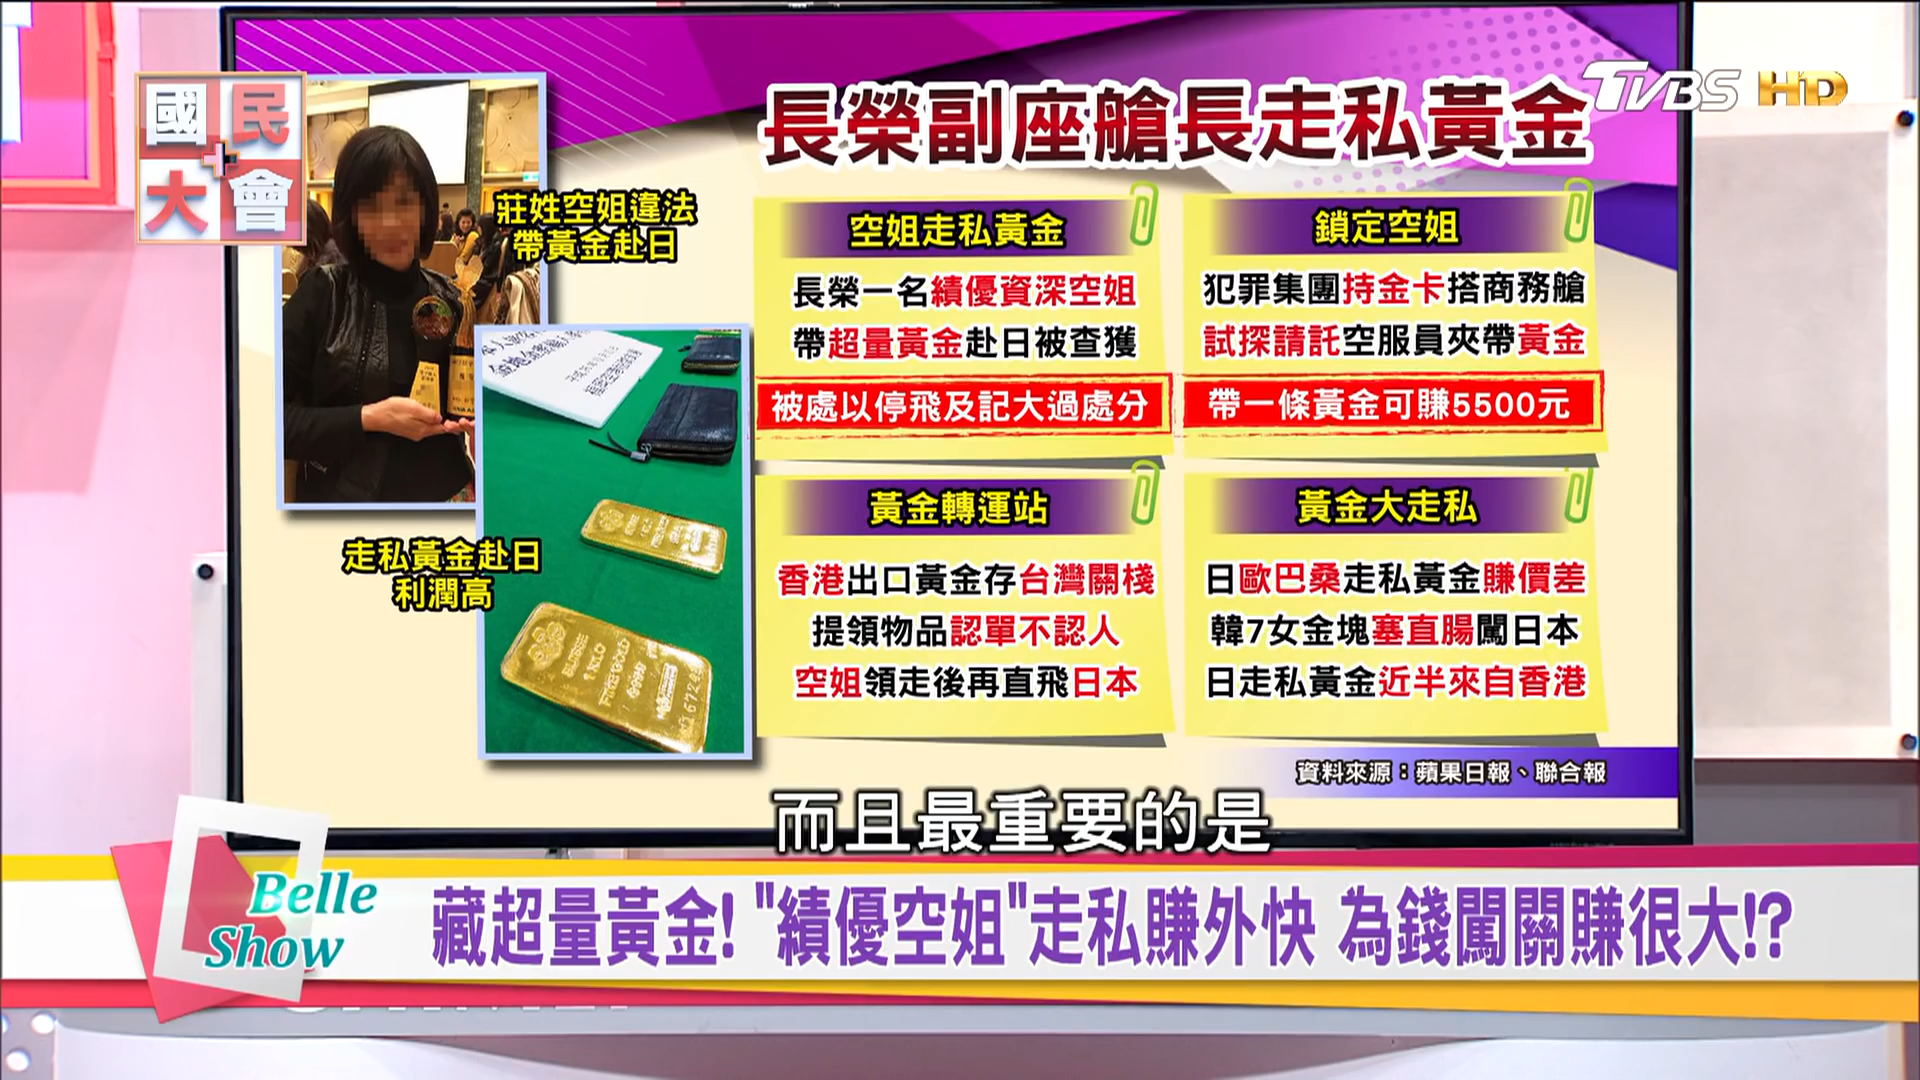 國民
大會
TVBS HD
長榮副座艙長走私黃金
莊姓空姐違法
帶黃金赴日
走私黃金赴日
利潤高
空姐走私黃金
長榮一名績優資深空姐
帶超量黃金赴日被查獲
被處以停飛及記大過處分
鎖定空姐
犯罪集團持金卡搭商務艙
試探請託空服員夾帶黃金
帶一條黃金可賺5500元
黃金轉運站
香港出口黃金存台灣關棧
提領物品認單不認人
空姐領走後再直飛日本
黃金大走私
日歐巴桑走私黃金賺價差
韓7女金塊塞直腸闖日本
日走私黃金近半來自香港
資料來源：蘋果日報、聯合報
而且最重要的是
Belle
Show
藏超量黃金! "績優空姐"走私賺外快 為錢闖關賺很大!?
SUISSE
1 KILO
FINE GOLD